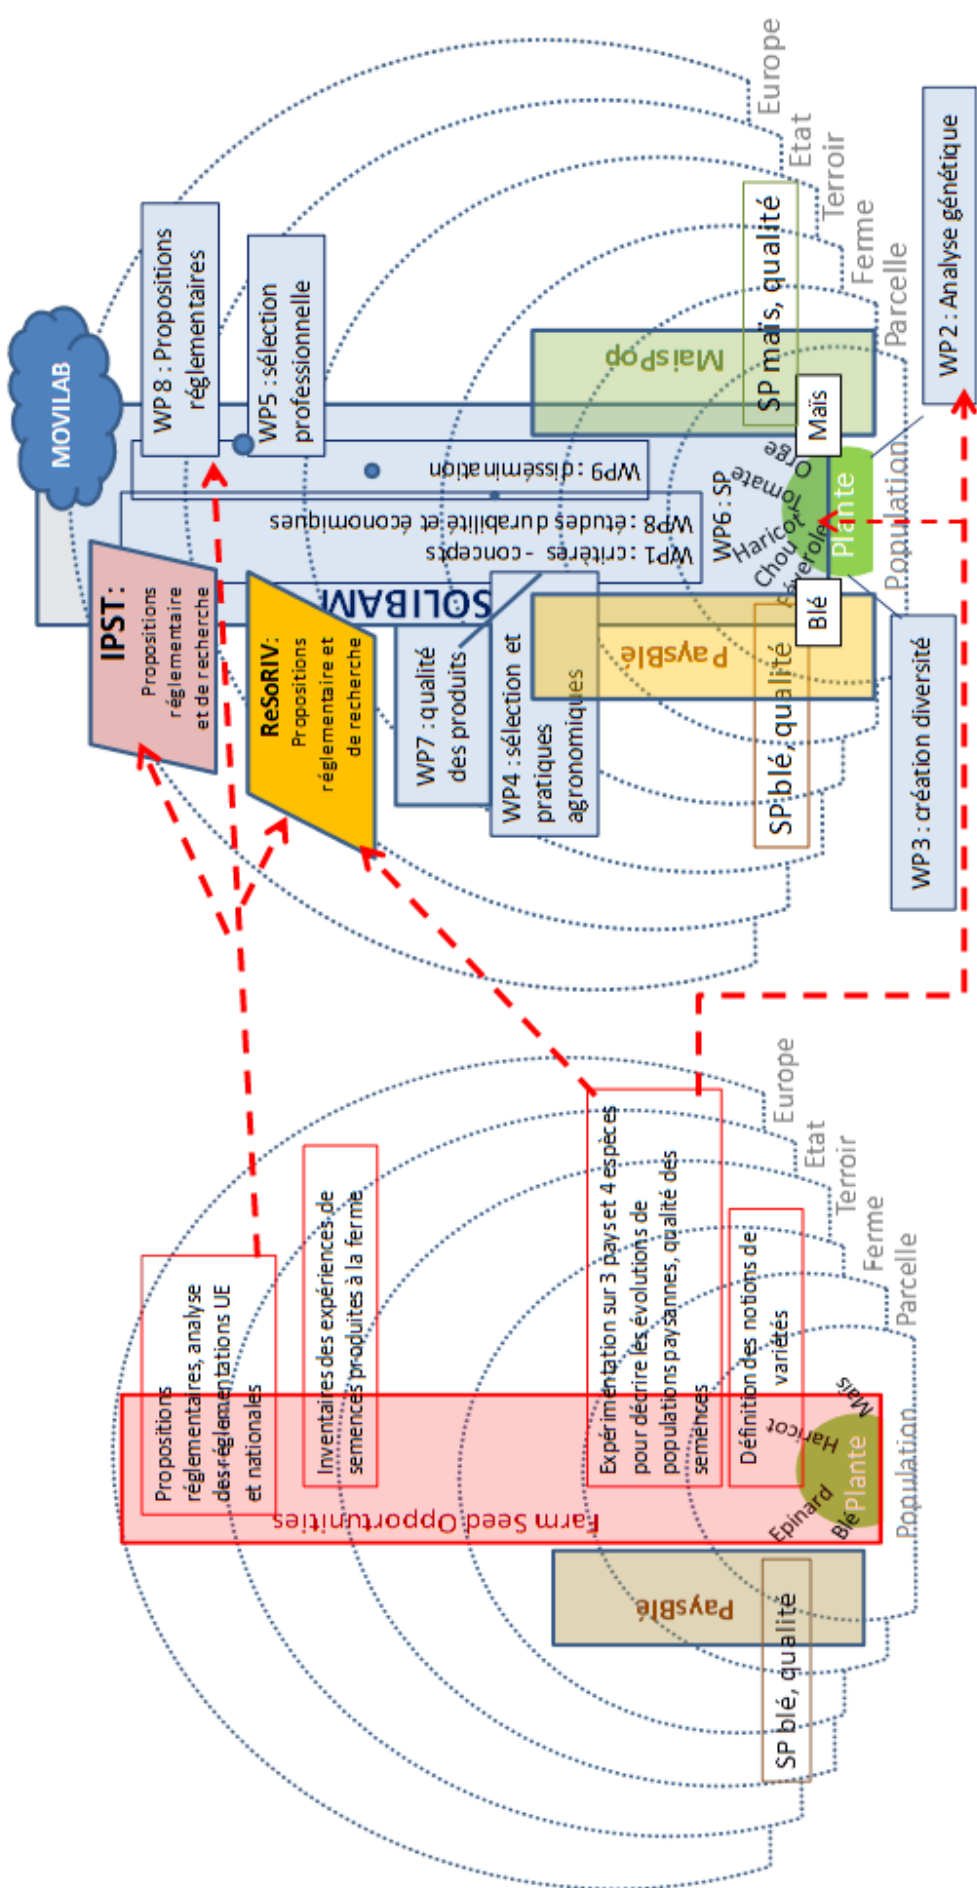 Propositions
réglementaires, analyse
des réglementations UE
et nationales
Inventaires des expériences de
semences produites à la ferme
Expérimentation sur 3 pays et 4 espèces
pour décrire les évolutions de
populations paysannes, qualité des
semences
Définition des notions de
variétés
Farm Seed Opportunities
PaysBlé
SP blé, qualité
Epinard
Blé
Haricot
Maïs
Plante
Population
Parcelle
Ferme
Terroir
Etat
Europe
MOVILAB
IPST:
Propositions
réglementaire
et de recherche
ReSoRIV:
Propositions
réglementaire et
de recherche
WP 8 : Propositions
réglementaires
WP5 : sélection
professionnelle
WP9 : dissémination
WP8 : études durabilité et économiques
WP1 : critères - concepts
SOLIBAM
WP7 : qualité
des produits
WP4 : sélection et
pratiques
agronomiques
WP6 : SP
PaysBlé
SP blé, qualité
MaisPop
SP maïs, qualité
Blé
Maïs
Féverole
Chou
Haricot
Tomate
Orge
Plante
Population
Parcelle
Ferme
Terroir
Etat
Europe
WP3 : création diversité
WP2 : Analyse génétique